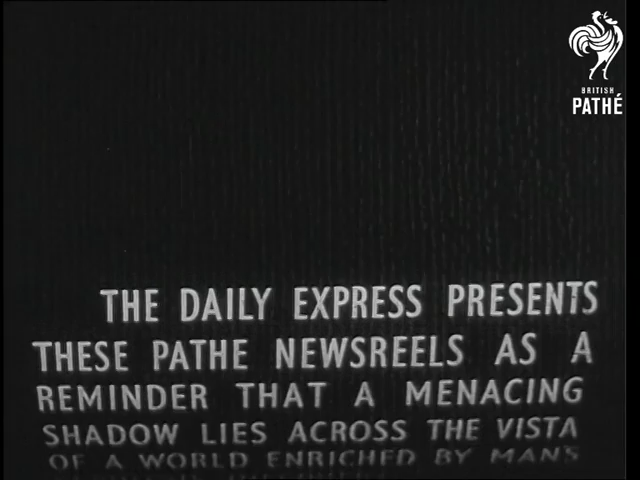 BRITISH
PATHÉ
THE DAILY EXPRESS PRESENTS
THESE PATHE NEWSREELS AS A
REMINDER THAT A MENACING
SHADOW LIES ACROSS THE VISTA
OF A WORLD ENRICHED BY MAN'S